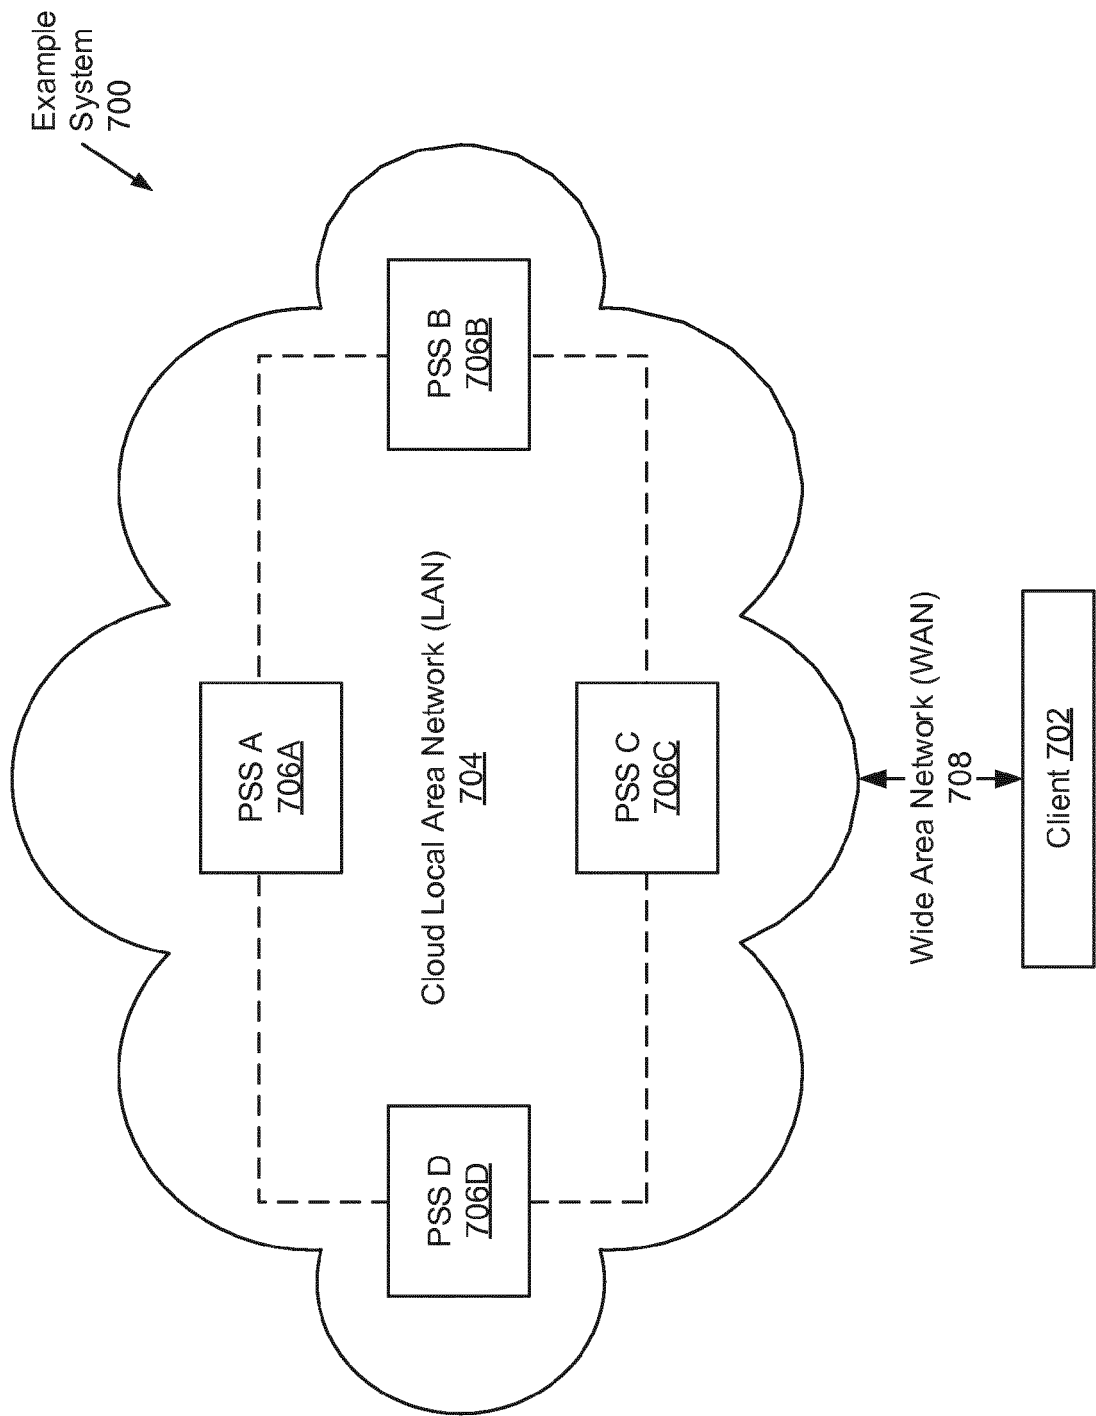 Example
System
700
PSS A
706A
PSS D
706D
Cloud Local Area Network (LAN)
704
PSS B
706B
PSS C
706C
Wide Area Network (WAN)
708
Client 702